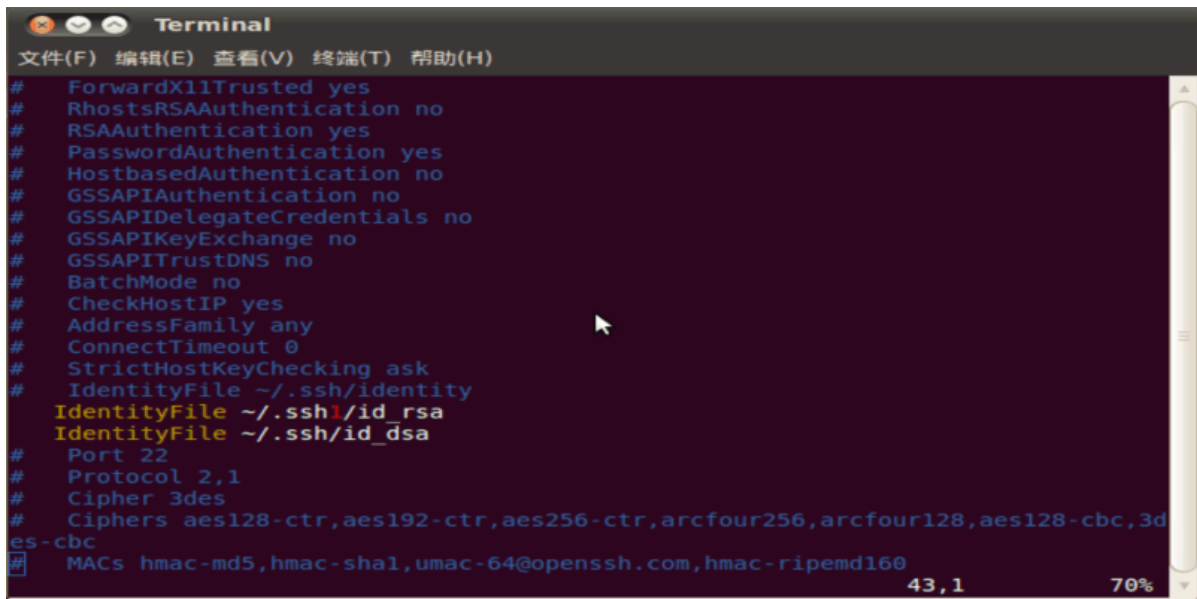 Terminal
文件(F) 编辑(E) 查看(V) 终端(T) 帮助(H)
#   ForwardX11Trusted yes
#   RhostsRSAAuthentication no
#   RSAAuthentication yes
#   PasswordAuthentication yes
#   HostbasedAuthentication no
#   GSSAPIAuthentication no
#   GSSAPIDelegateCredentials no
#   GSSAPIKeyExchange no
#   GSSAPITrustDNS no
#   BatchMode no
#   CheckHostIP yes
#   AddressFamily any
#   ConnectTimeout 0
#   StrictHostKeyChecking ask
#   IdentityFile ~/.ssh/identity
   IdentityFile ~/.ssh1/id_rsa
   IdentityFile ~/.ssh/id_dsa
#   Port 22
#   Protocol 2,1
#   Cipher 3des
#   Ciphers aes128-ctr,aes192-ctr,aes256-ctr,arcfour256,arcfour128,aes128-cbc,3d
es-cbc
#   MACs hmac-md5,hmac-sha1,umac-64@openssh.com,hmac-ripemd160
43,1 70%